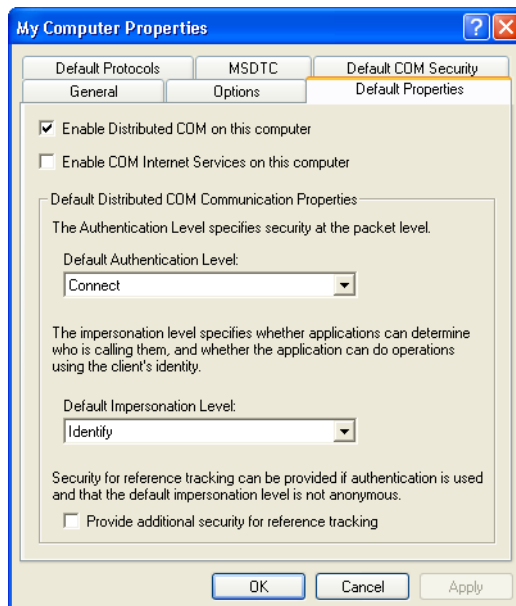 My Computer Properties
Default Protocols MSDTC Default COM Security
General Options Default Properties
Enable Distributed COM on this computer
Enable COM Internet Services on this computer
Default Distributed COM Communication Properties
The Authentication Level specifies security at the packet level.
Default Authentication Level:
Connect
The impersonation level specifies whether applications can determine
who is calling them, and whether the application can do operations
using the client's identity.
Default Impersonation Level:
Identify
Security for reference tracking can be provided if authentication is used
and that the default impersonation level is not anonymous.
Provide additional security for reference tracking
OK Cancel Apply